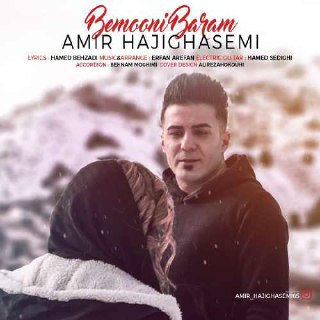 Bemooni Baram
AMIR HAJIGHASEMI
LYRICS : HAMED BEHZADI MUSIC&ARRANGE : ERFAN AREFAN ELECTRIC GUITAR : HAMED SEDIGHI
ACCORDION : BEHNAM MOGHIMI COVER DESIGN ALIREZAHOKOUHI
AMIR_HAJIGHASEMI65